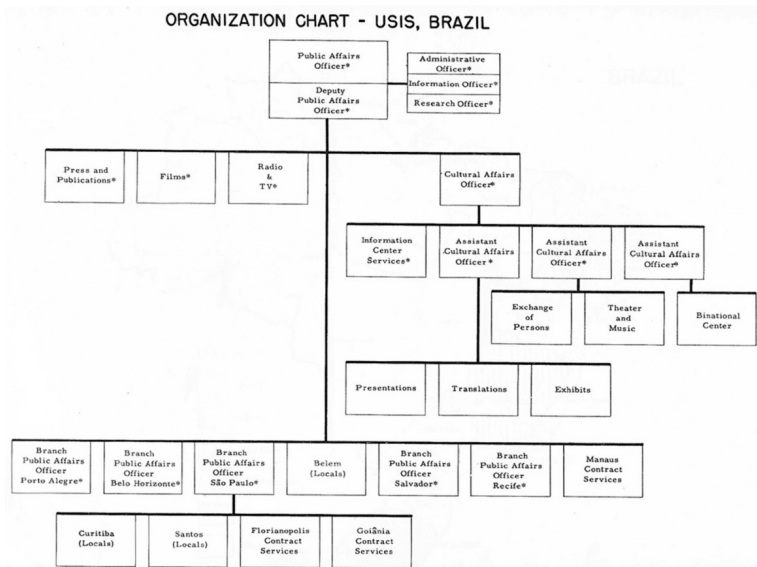 ORGANIZATION CHART - USIS, BRAZIL
Public Affairs
Officer*
Deputy
Public Affairs
Officer*
Administrative
Officer*
Information Officer*
Research Officer*
Press and
Publications*
Films*
Radio
&
TV*
Cultural Affairs
Officer*
Information
Center
Services*
Assistant
Cultural Affairs
Officer*
Assistant
Cultural Affairs
Officer*
Assistant
Cultural Affairs
Officer*
Exchange
of
Persons
Theater
and
Music
Binational
Center
Presentations
Translations
Exhibits
Branch
Public Affairs
Officer
Porto Alegre*
Branch
Public Affairs
Officer
Belo Horizonte*
Branch
Public Affairs
Officer
São Paulo*
Belem
(Locals)
Branch
Public Affairs
Officer
Salvador*
Branch
Public Affairs
Officer
Recife*
Manaus
Contract
Services
Curitiba
(Locals)
Santos
(Locals)
Florianopolis
Contract
Services
Goiânia
Contract
Services